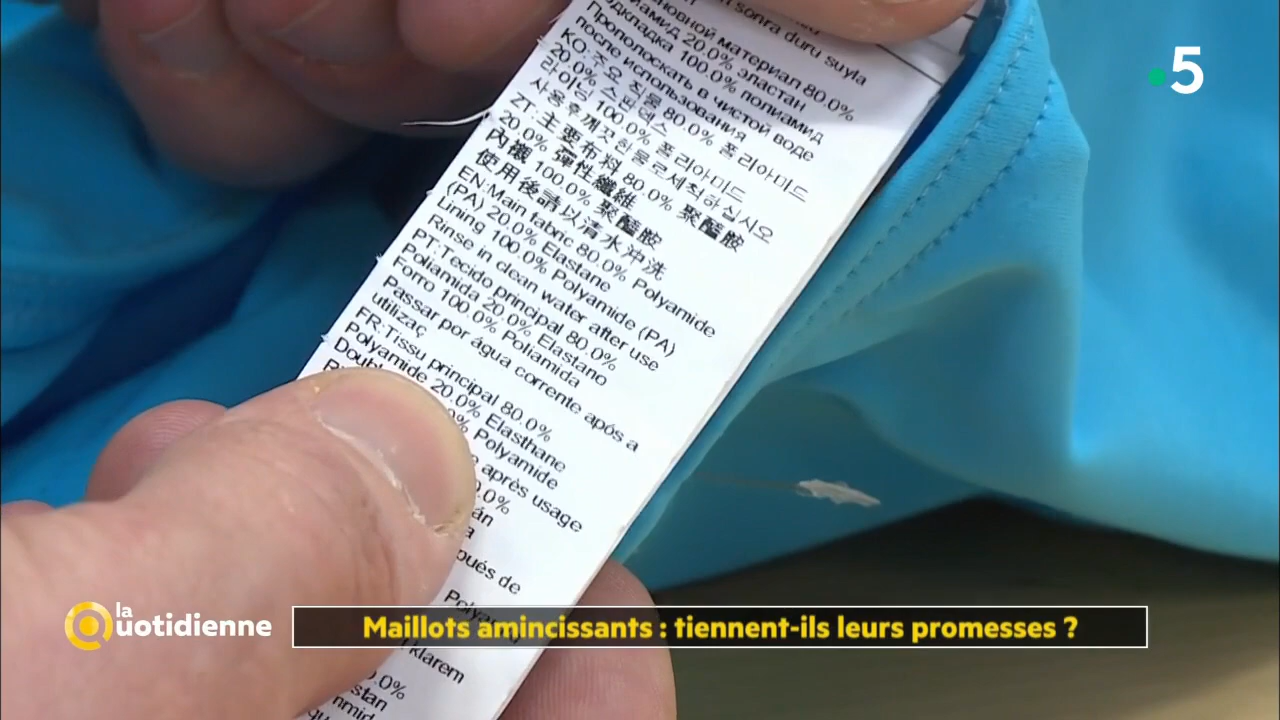 sonra duru suyla
материал 80.0%
20.0% эластан
Подкладка 100.0% полиамид
Прополоскать в чистой воде
после использования
KO:주요 직물 80.0% 폴리아미드
20.0% 스판덱스
라이닝 100.0% 폴리아미드
사용후깨끗한물로세척하십시오
ZT:主要布料 80.0% 聚醯胺
20.0% 彈性纖維
內襯 100.0% 聚醯胺
使用後請以清水沖洗
EN:Main fabric 80.0% Polyamide
(PA) 20.0% Elastane
Lining 100.0% Polyamide (PA)
Rinse in clean water after use
PT:Tecido principal 80.0%
Poliamida 20.0% Elastano
Forro 100.0% Poliamida
Passar por água corrente após a
utilizaç
FR:Tissu principal 80.0%
Polyamide 20.0% Elasthane
Polyamide
après usage
.0%
pués de
klarem
.0%
5
la Quotidienne
Maillots amincissants : tiennent-ils leurs promesses ?